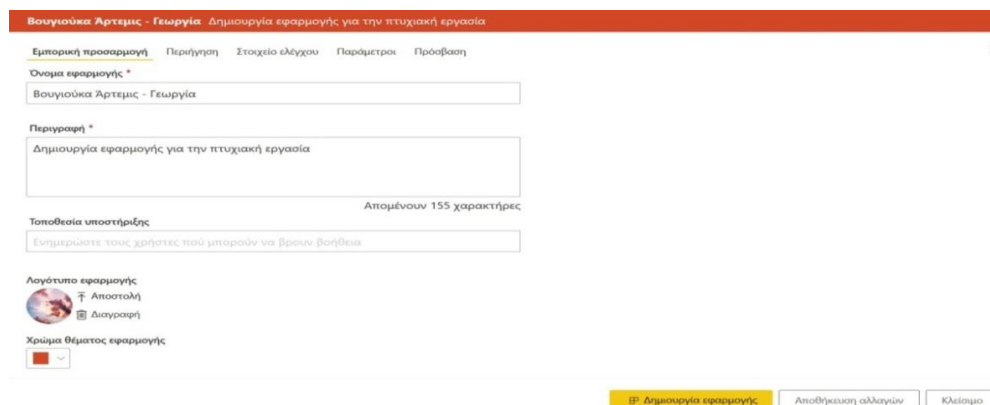 Βουγιούκα Άρτεμις - Γεωργία Δημιουργία εφαρμογής για την πτυχιακή εργασία
Εμπορική προσαρμογή Περιήγηση Στοιχείο ελέγχου Παράμετροι Πρόσβαση
Όνομα εφαρμογής *
Βουγιούκα Άρτεμις - Γεωργία
Περιγραφή *
Δημιουργία εφαρμογής για την πτυχιακή εργασία
Απομένουν 155 χαρακτήρες
Τοποθεσία υποστήριξης
Ενημερώστε τους χρήστες πού μπορούν να βρουν βοήθεια
Λογότυπο εφαρμογής
Αποστολή
Διαγραφή
Χρώμα θέματος εφαρμογής
Δημιουργία εφαρμογής Αποθήκευση αλλαγών Κλείσιμο